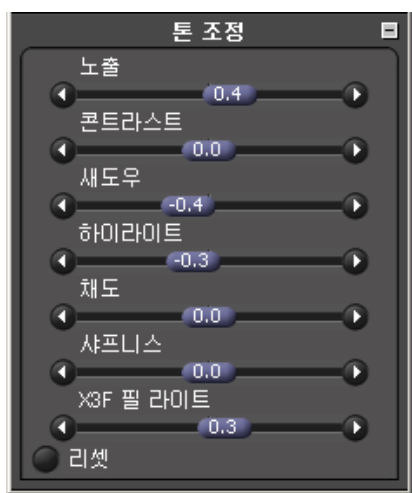 톤 조정
노출
0.4
콘트라스트
0.0
섀도우
-0.4
하이라이트
-0.3
채도
0.0
샤프니스
0.0
X3F 필 라이트
0.3
리셋